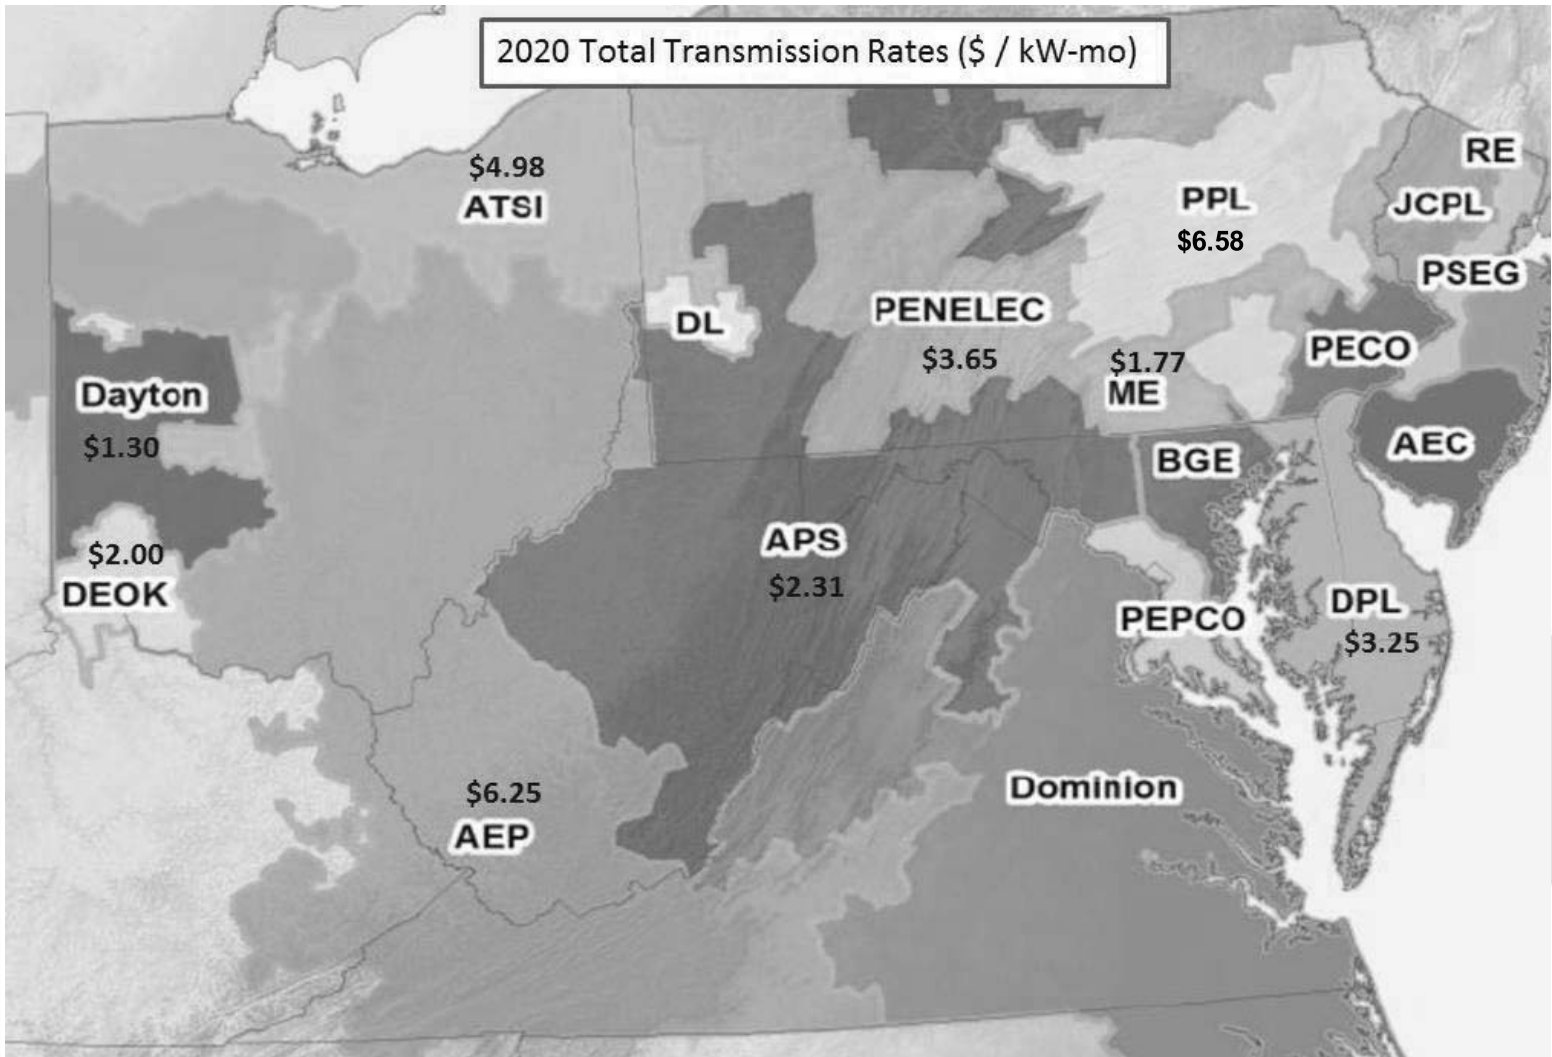 2020 Total Transmission Rates ($ / kW-mo)
$4.98
ATSI
RE
PPL
$6.58
JCPL
PSEG
DL
PENELEC
$3.65
$1.77
ME
PECO
Dayton
$1.30
BGE
AEC
APS
$2.31
$2.00
DEOK
PEPCO
DPL
$3.25
Dominion
$6.25
AEP